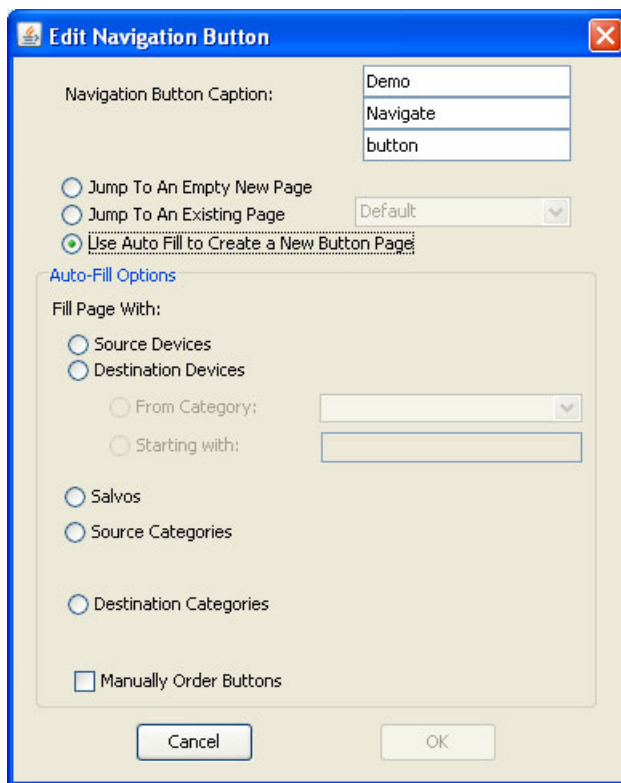 Edit Navigation Button
Navigation Button Caption:
Demo
Navigate
button
Jump To An Empty New Page
Jump To An Existing Page
Default
Use Auto Fill to Create a New Button Page
Auto-Fill Options
Fill Page With:
Source Devices
Destination Devices
From Category:
Starting with:
Salvos
Source Categories
Destination Categories
Manually Order Buttons
Cancel
OK